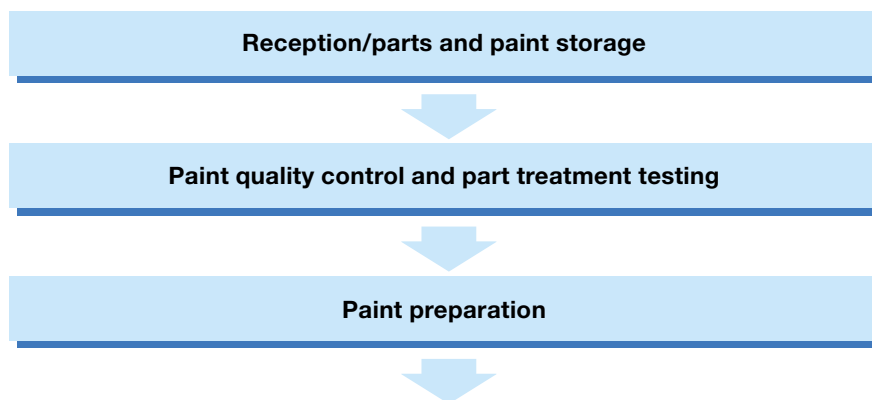 Reception/parts and paint storage
Paint quality control and part treatment testing
Paint preparation